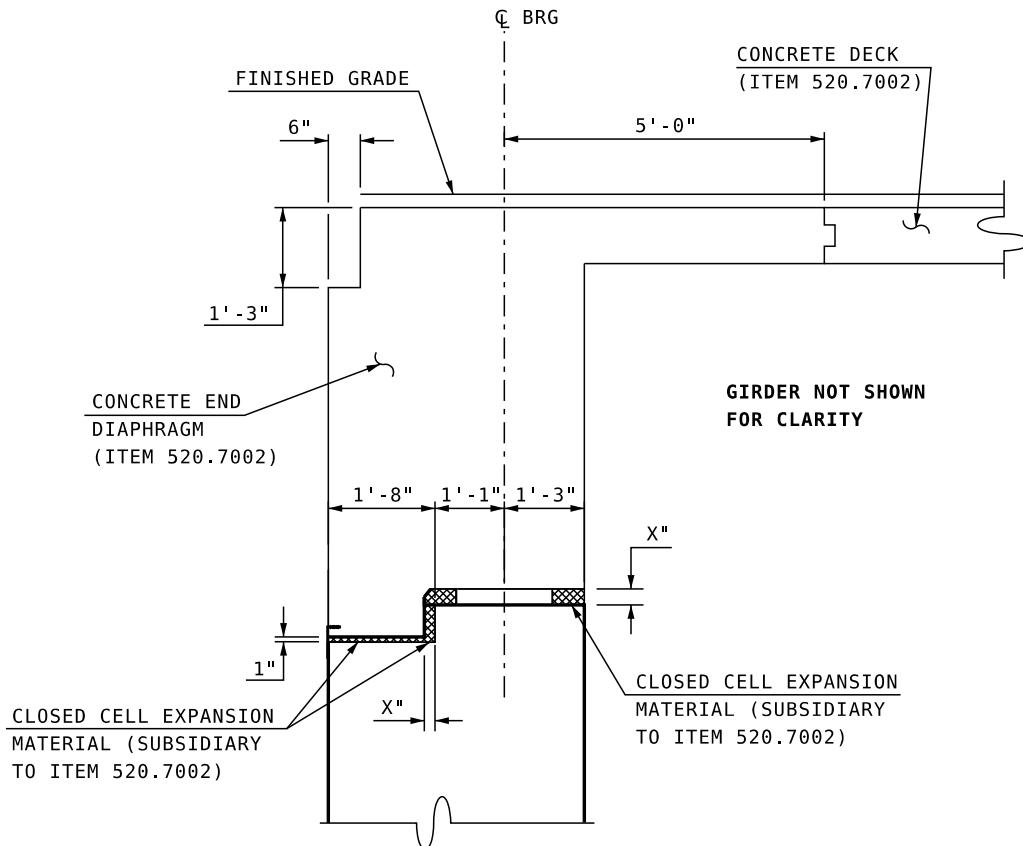 ℄ BRG
FINISHED GRADE
CONCRETE DECK
(ITEM 520.7002)
6"
5'-0"
1'-3"
CONCRETE END
DIAPHRAGM
(ITEM 520.7002)
GIRDER NOT SHOWN
FOR CLARITY
1'-8"
1'-1"
1'-3"
X"
1"
X"
CLOSED CELL EXPANSION
MATERIAL (SUBSIDIARY
TO ITEM 520.7002)
CLOSED CELL EXPANSION
MATERIAL (SUBSIDIARY
TO ITEM 520.7002)